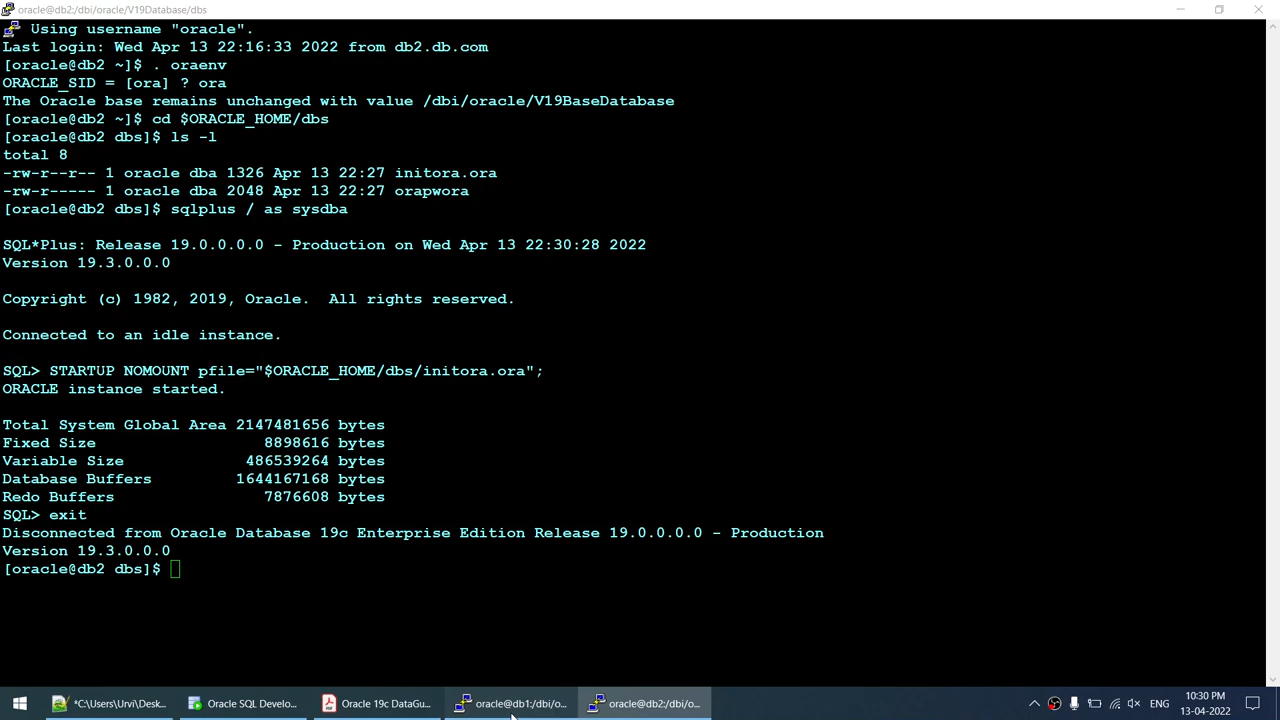 oracle@db2:/dbi/oracle/V19Database/dbs
Using username "oracle".
Last login: Wed Apr 13 22:16:33 2022 from db2.db.com
[oracle@db2 ~]$ . oraenv
ORACLE_SID = [ora] ? ora
The Oracle base remains unchanged with value /dbi/oracle/V19BaseDatabase
[oracle@db2 ~]$ cd $ORACLE_HOME/dbs
[oracle@db2 dbs]$ ls -l
total 8
-rw-r--r-- 1 oracle dba 1326 Apr 13 22:27 initora.ora
-rw-r----- 1 oracle dba 2048 Apr 13 22:27 orapwora
[oracle@db2 dbs]$ sqlplus / as sysdba
SQL*Plus: Release 19.0.0.0.0 - Production on Wed Apr 13 22:30:28 2022
Version 19.3.0.0.0
Copyright (c) 1982, 2019, Oracle.  All rights reserved.
Connected to an idle instance.
SQL> STARTUP NOMOUNT pfile="$ORACLE_HOME/dbs/initora.ora";
ORACLE instance started.
Total System Global Area 2147481656 bytes
Fixed Size 8898616 bytes
Variable Size 486539264 bytes
Database Buffers 1644167168 bytes
Redo Buffers 7876608 bytes
SQL> exit
Disconnected from Oracle Database 19c Enterprise Edition Release 19.0.0.0.0 - Production
Version 19.3.0.0.0
[oracle@db2 dbs]$
*C:\Users\Urvi\Desk... Oracle SQL Develo... Oracle 19c DataGu... oracle@db1:/dbi/o... oracle@db2:/dbi/o... ENG 10:30 PM
13-04-2022